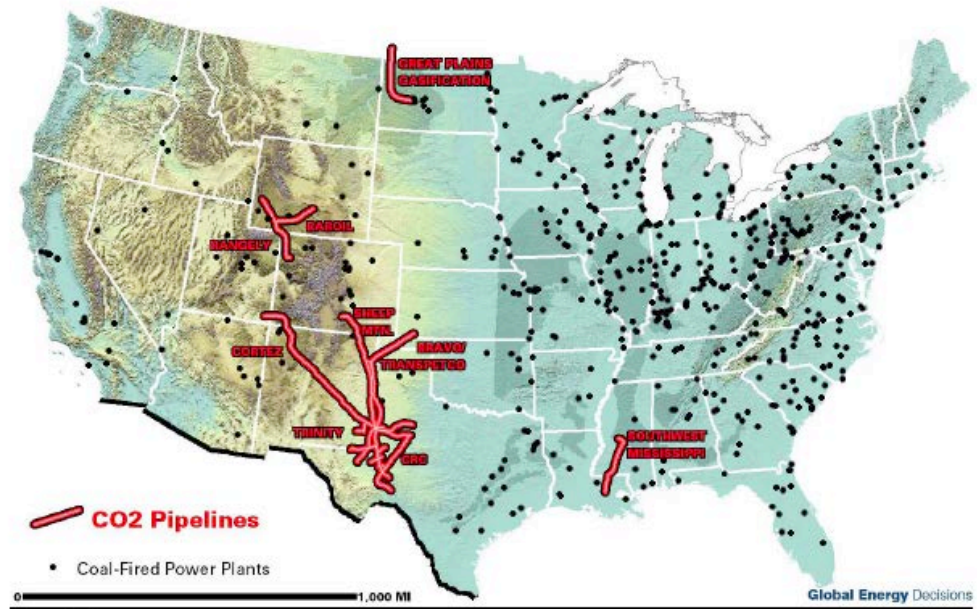 GREAT PLAINS
GASIFICATION
BAROIL
RANGELY
SHEEP
MTN.
CORTEZ
BRAVO/
TRANSPETCO
TRINITY
CRC
SOUTHWEST
MISSISSIPPI
CO2 Pipelines
Coal-Fired Power Plants
0 1,000 MI
Global Energy Decisions